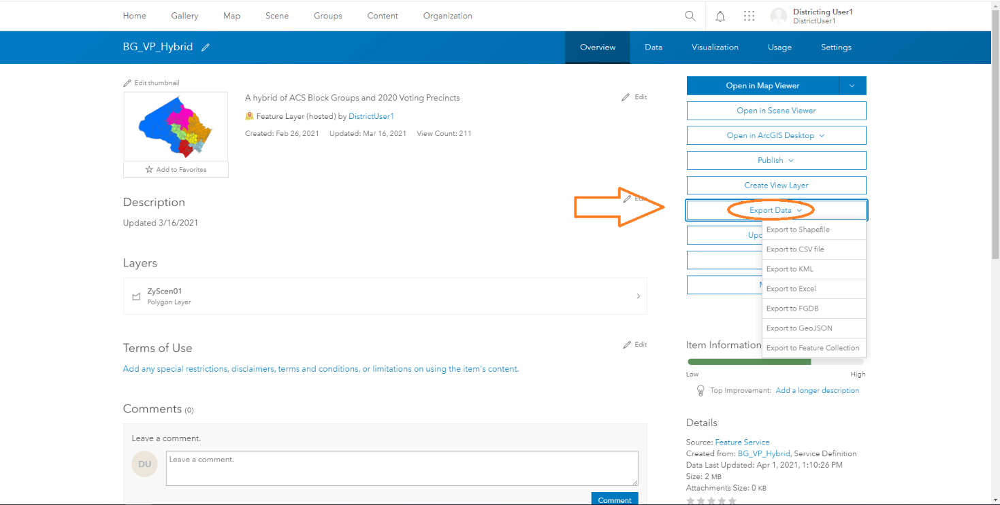 Home Gallery Map Scene Groups Content Organization
Districting User1
DistrictUser1
BG_VP_Hybrid
Overview Data Visualization Usage Settings
Edit thumbnail
Add to Favorites
A hybrid of ACS Block Groups and 2020 Voting Precincts
Edit
Feature Layer (hosted) by DistrictUser1
Created: Feb 26, 2021 Updated: Mar 16, 2021 View Count: 211
Description
Edit
Updated 3/16/2021
Layers
ZyScen01
Polygon Layer
Terms of Use
Edit
Add any special restrictions, disclaimers, terms and conditions, or limitations on using the item's content.
Comments (0)
Leave a comment.
DU
Leave a comment.
Comment
Open in Map Viewer
Open in Scene Viewer
Open in ArcGIS Desktop
Publish
Create View Layer
Export Data
Export to Shapefile
Export to CSV file
Export to KML
Export to Excel
Export to FGDB
Export to GeoJSON
Export to Feature Collection
Item Information
Low High
Top Improvement: Add a longer description
Details
Source: Feature Service
Created from: BG_VP_Hybrid, Service Definition
Data Last Updated: Apr 1, 2021, 1:10:26 PM
Size: 2 MB
Attachments Size: 0 KB